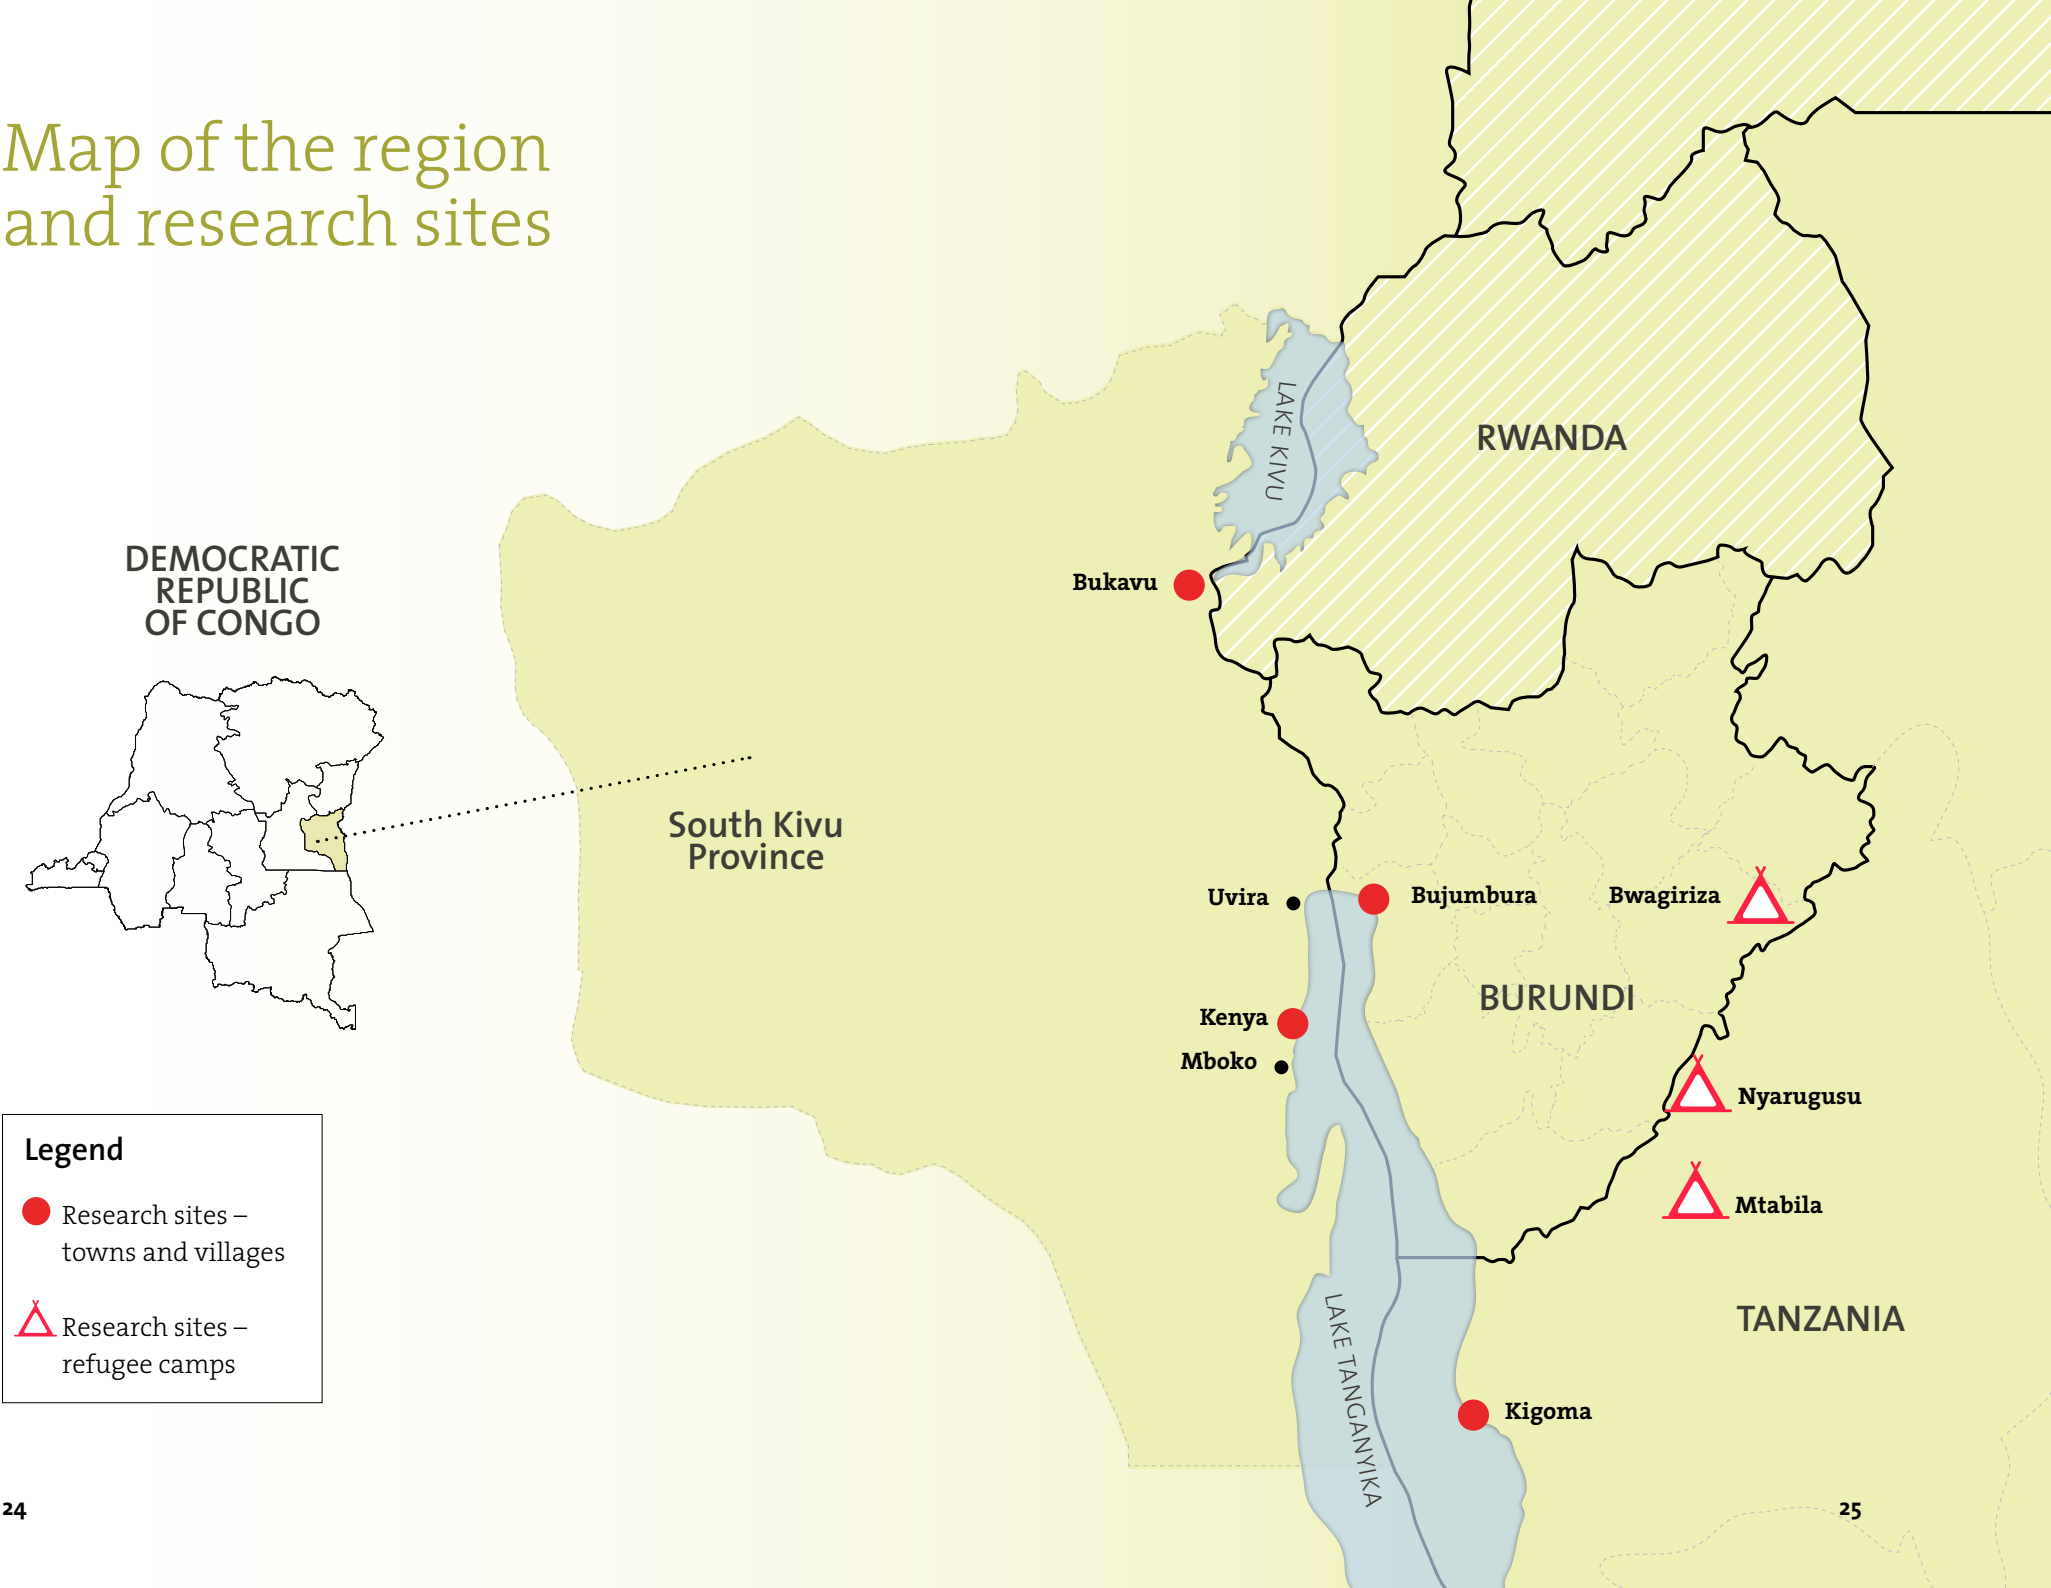 Map of the region
and research sites
DEMOCRATIC
REPUBLIC
OF CONGO
South Kivu
Province
LAKE KIVU
RWANDA
Bukavu
Uvira
Bujumbura
Bwagiriza
Kenya
BURUNDI
Mboko
Nyarugusu
Mtabila
TANZANIA
LAKE TANGANYIKA
Kigoma
Legend
Research sites –
towns and villages
Research sites –
refugee camps
24
25